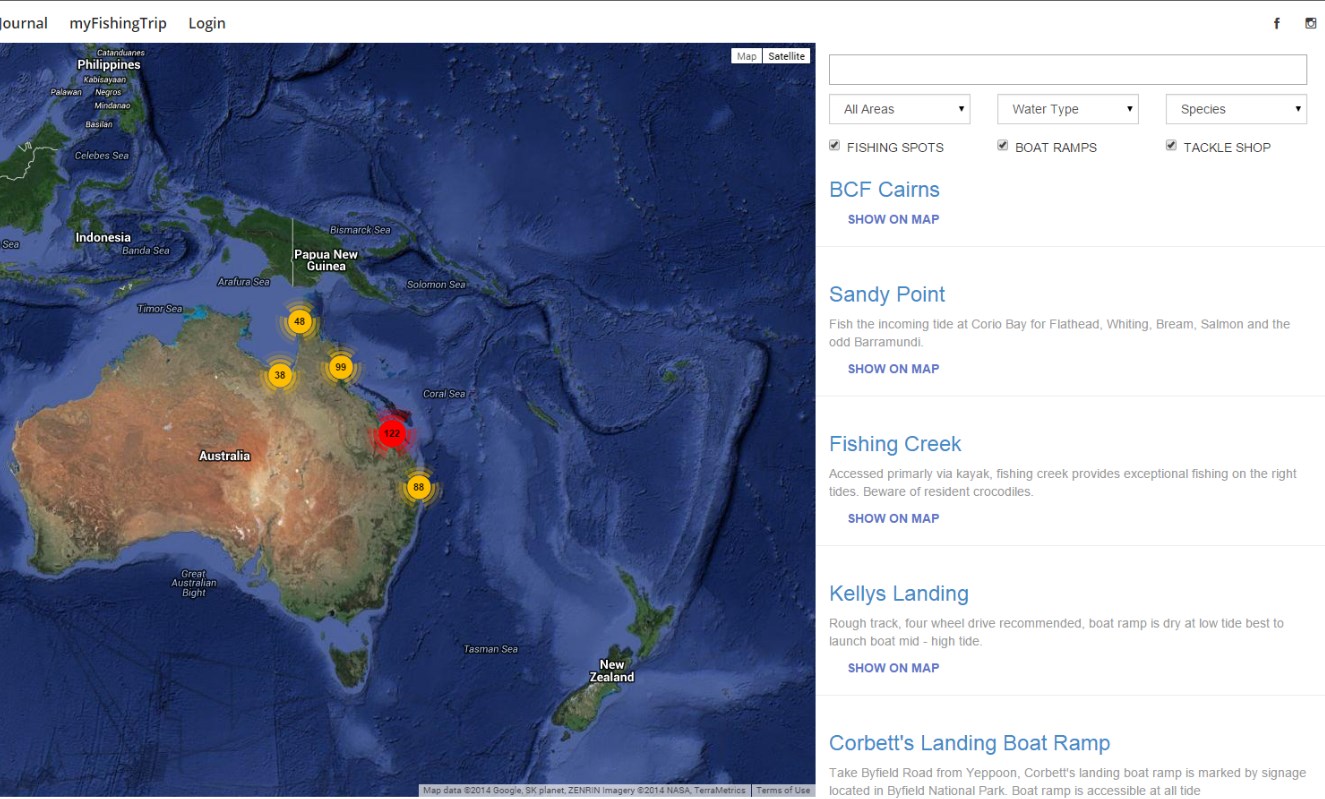 Journal myFishingTrip Login
Map Satellite
Catanduanes
Philippines
Kabisayaan
Palawan Negros
Mindanao
Basilan
Celebes Sea
Sea
Indonesia
Banda Sea
Bismarck Sea
Papua New
Guinea
Arafura Sea
Solomon Sea
Timor Sea
48
38
99
Coral Sea
122
Australia
88
Great
Australian
Bight
Tasman Sea
New
Zealand
Map data ©2014 Google, SK planet, ZENRIN Imagery ©2014 NASA, TerraMetrics Terms of Use
All Areas Water Type Species
FISHING SPOTS BOAT RAMPS TACKLE SHOP
BCF Cairns
SHOW ON MAP
Sandy Point
Fish the incoming tide at Corio Bay for Flathead, Whiting, Bream, Salmon and the
odd Barramundi.
SHOW ON MAP
Fishing Creek
Accessed primarly via kayak, fishing creek provides exceptional fishing on the right
tides. Beware of resident crocodiles.
SHOW ON MAP
Kellys Landing
Rough track, four wheel drive recommended, boat ramp is dry at low tide best to
launch boat mid - high tide.
SHOW ON MAP
Corbett's Landing Boat Ramp
Take Byfield Road from Yeppoon, Corbett's landing boat ramp is marked by signage
located in Byfield National Park. Boat ramp is accessible at all tide